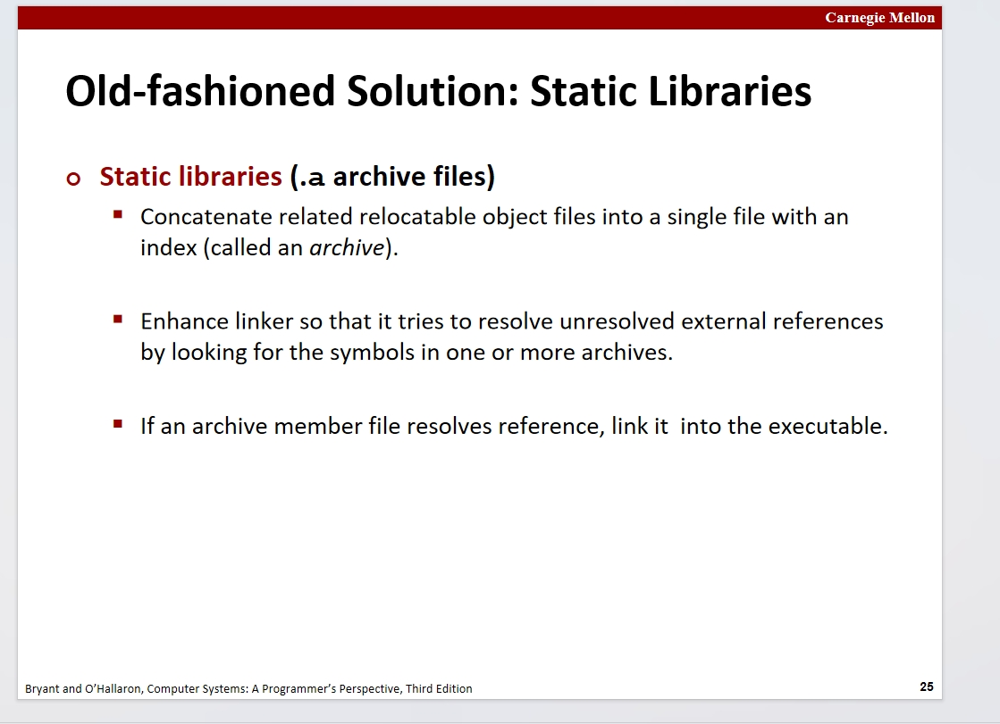 Carnegie Mellon
Old-fashioned Solution: Static Libraries
Static libraries (.a archive files)
Concatenate related relocatable object files into a single file with an
index (called an archive).
Enhance linker so that it tries to resolve unresolved external references
by looking for the symbols in one or more archives.
If an archive member file resolves reference, link it  into the executable.
Bryant and O’Hallaron, Computer Systems: A Programmer’s Perspective, Third Edition
25